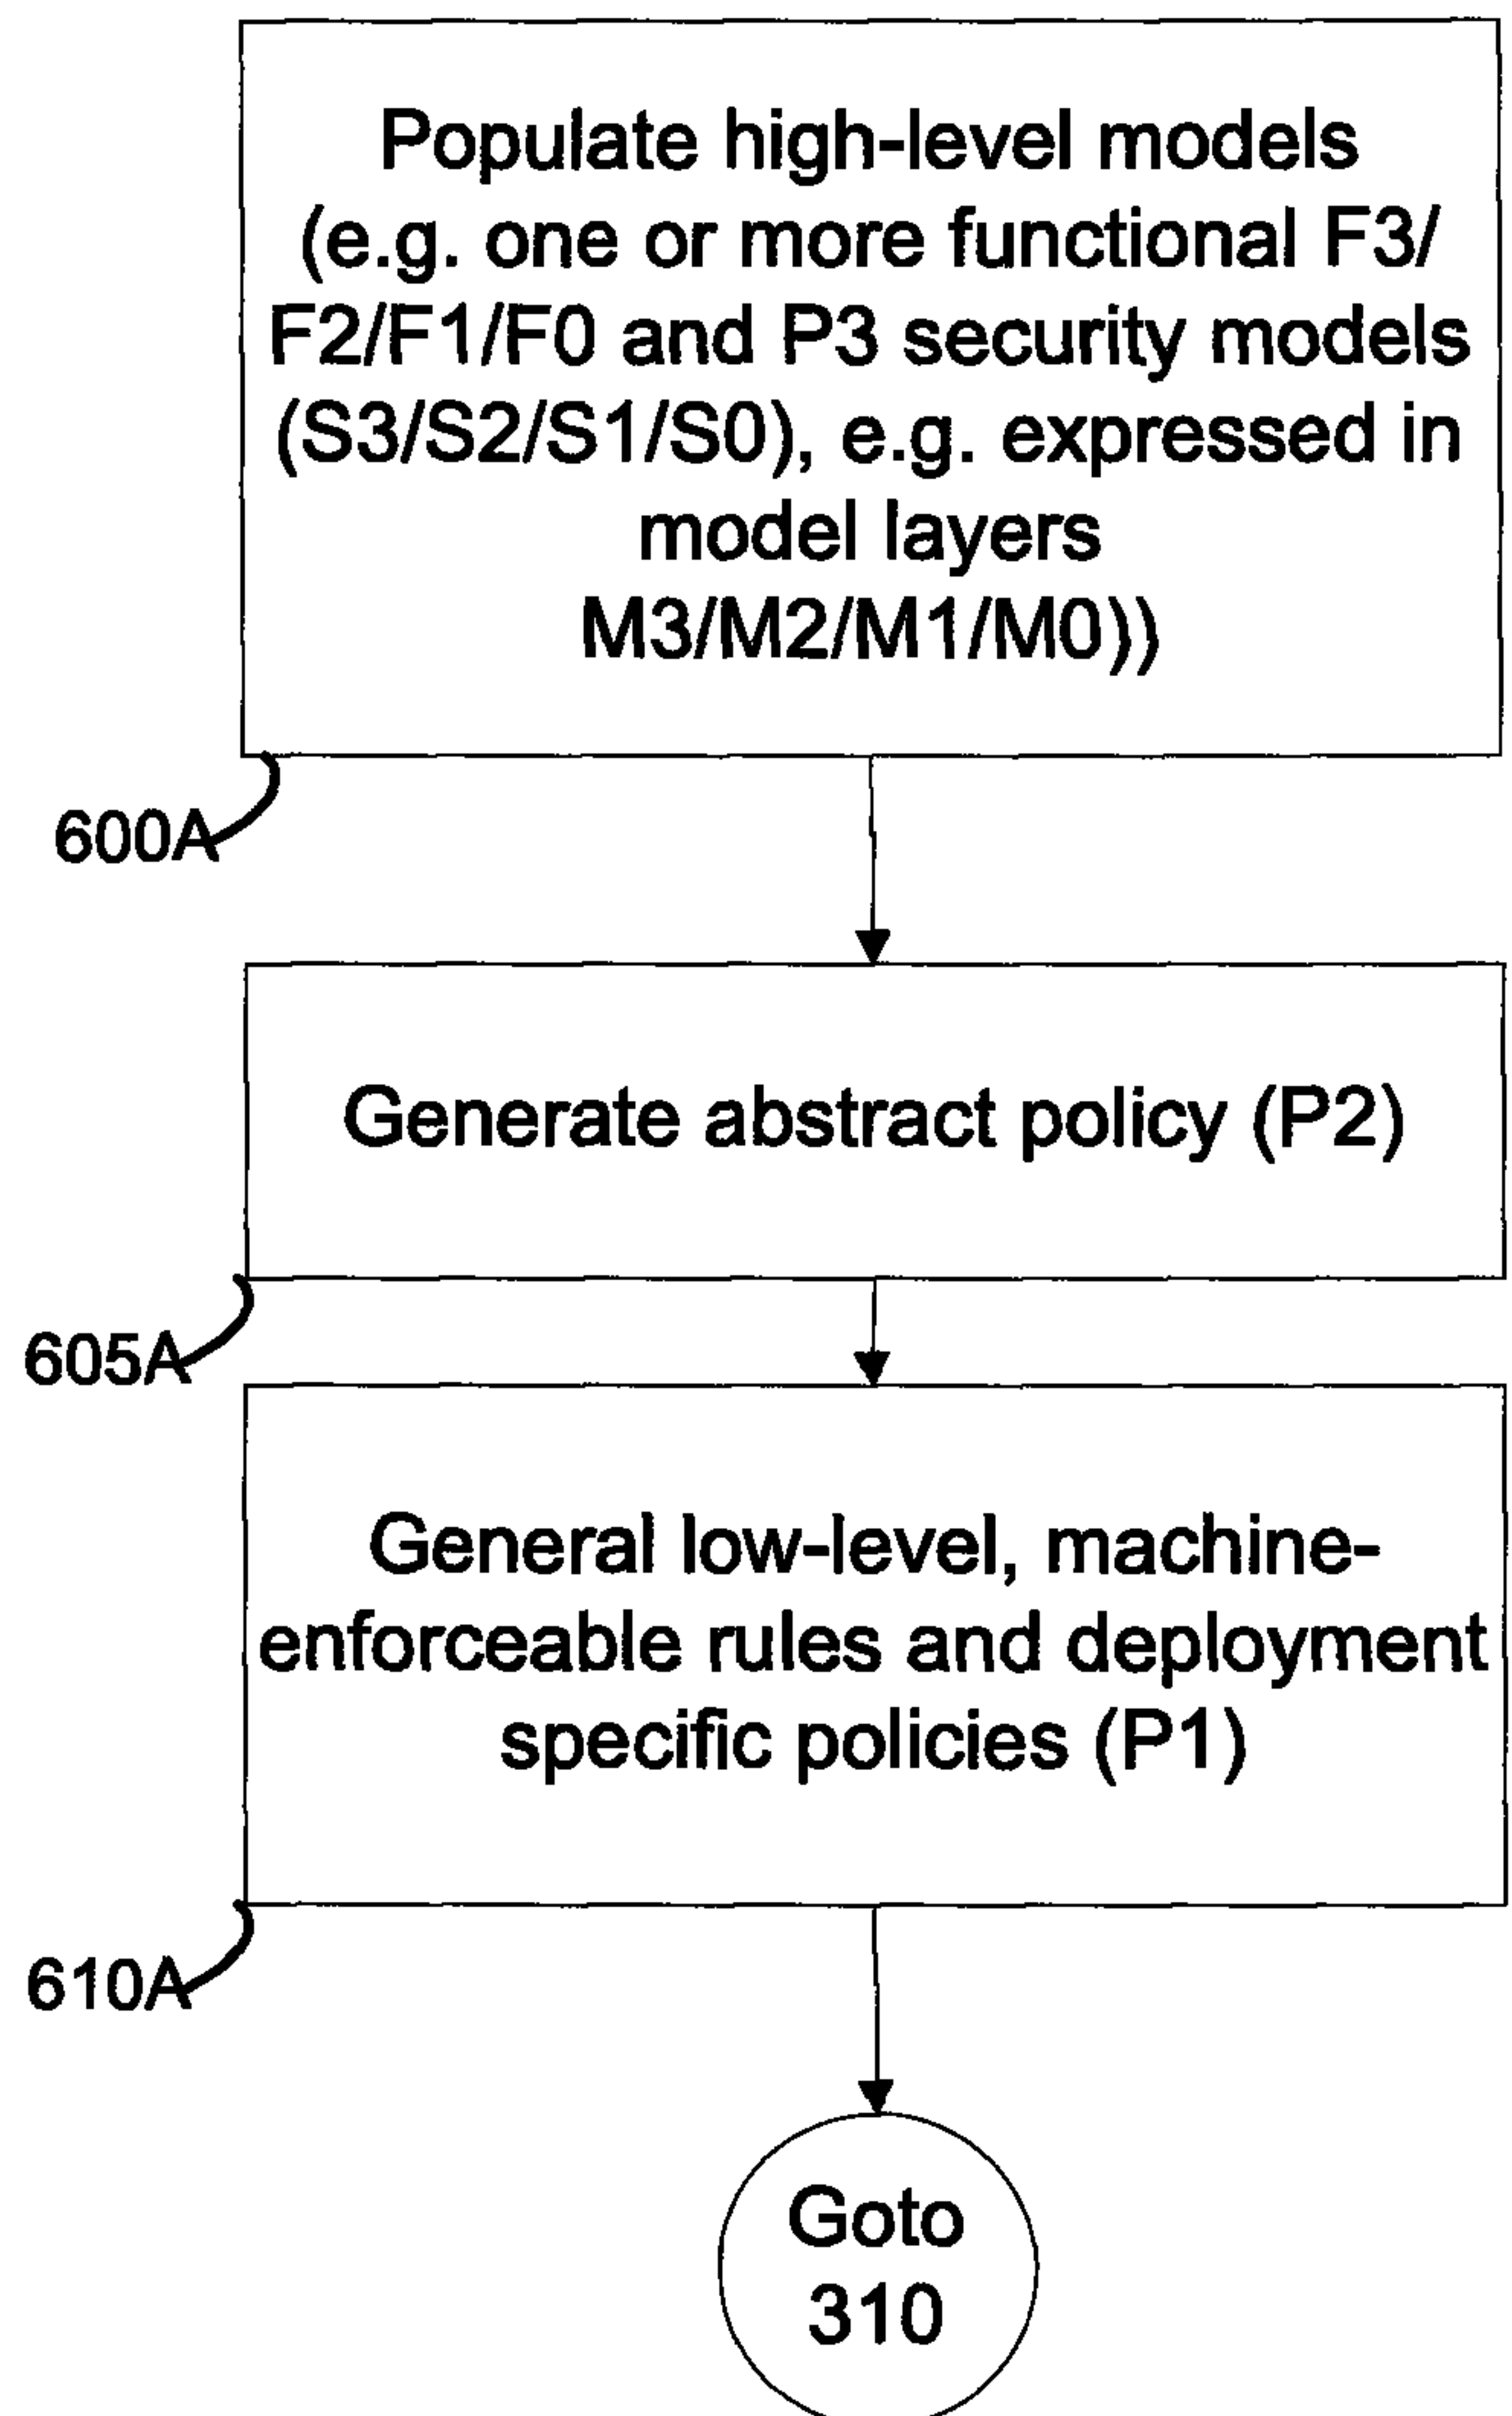 Populate high-level models
(e.g. one or more functional F3/
F2/F1/F0 and P3 security models
(S3/S2/S1/S0), e.g. expressed in
model layers
M3/M2/M1/M0))
600A
Generate abstract policy (P2)
605A
General low-level, machine-
enforceable rules and deployment
specific policies (P1)
610A
Goto
310